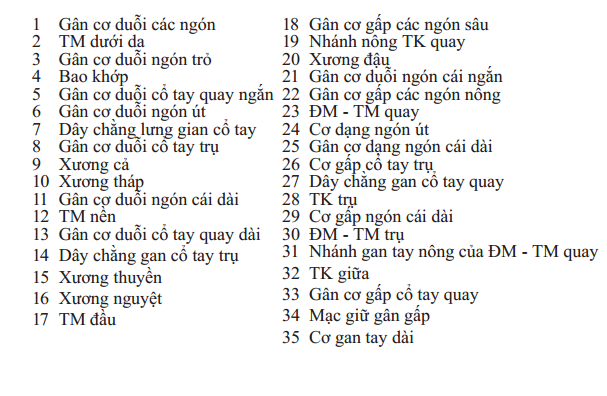 1 Gân cơ duỗi các ngón
2 TM dưới da
3 Gân cơ duỗi ngón trỏ
4 Bao khớp
5 Gân cơ duỗi cổ tay quay ngắn
6 Gân cơ duỗi ngón út
7 Dây chằng lưng gian cổ tay
8 Gân cơ duỗi cổ tay trụ
9 Xương cả
10 Xương tháp
11 Gân cơ duỗi ngón cái dài
12 TM nền
13 Gân cơ duỗi cổ tay quay dài
14 Dây chằng gan cổ tay trụ
15 Xương thuyền
16 Xương nguyệt
17 TM đầu
18 Gân cơ gấp các ngón sâu
19 Nhánh nông TK quay
20 Xương đậu
21 Gân cơ duỗi ngón cái ngắn
22 Gân cơ gấp các ngón nông
23 ĐM - TM quay
24 Cơ dạng ngón út
25 Gân cơ dạng ngón cái dài
26 Cơ gấp cổ tay trụ
27 Dây chằng gan cổ tay quay
28 TK trụ
29 Cơ gấp ngón cái dài
30 ĐM - TM trụ
31 Nhánh gan tay nông của ĐM - TM quay
32 TK giữa
33 Gân cơ gấp cổ tay quay
34 Mạc giữ gân gấp
35 Cơ gan tay dài